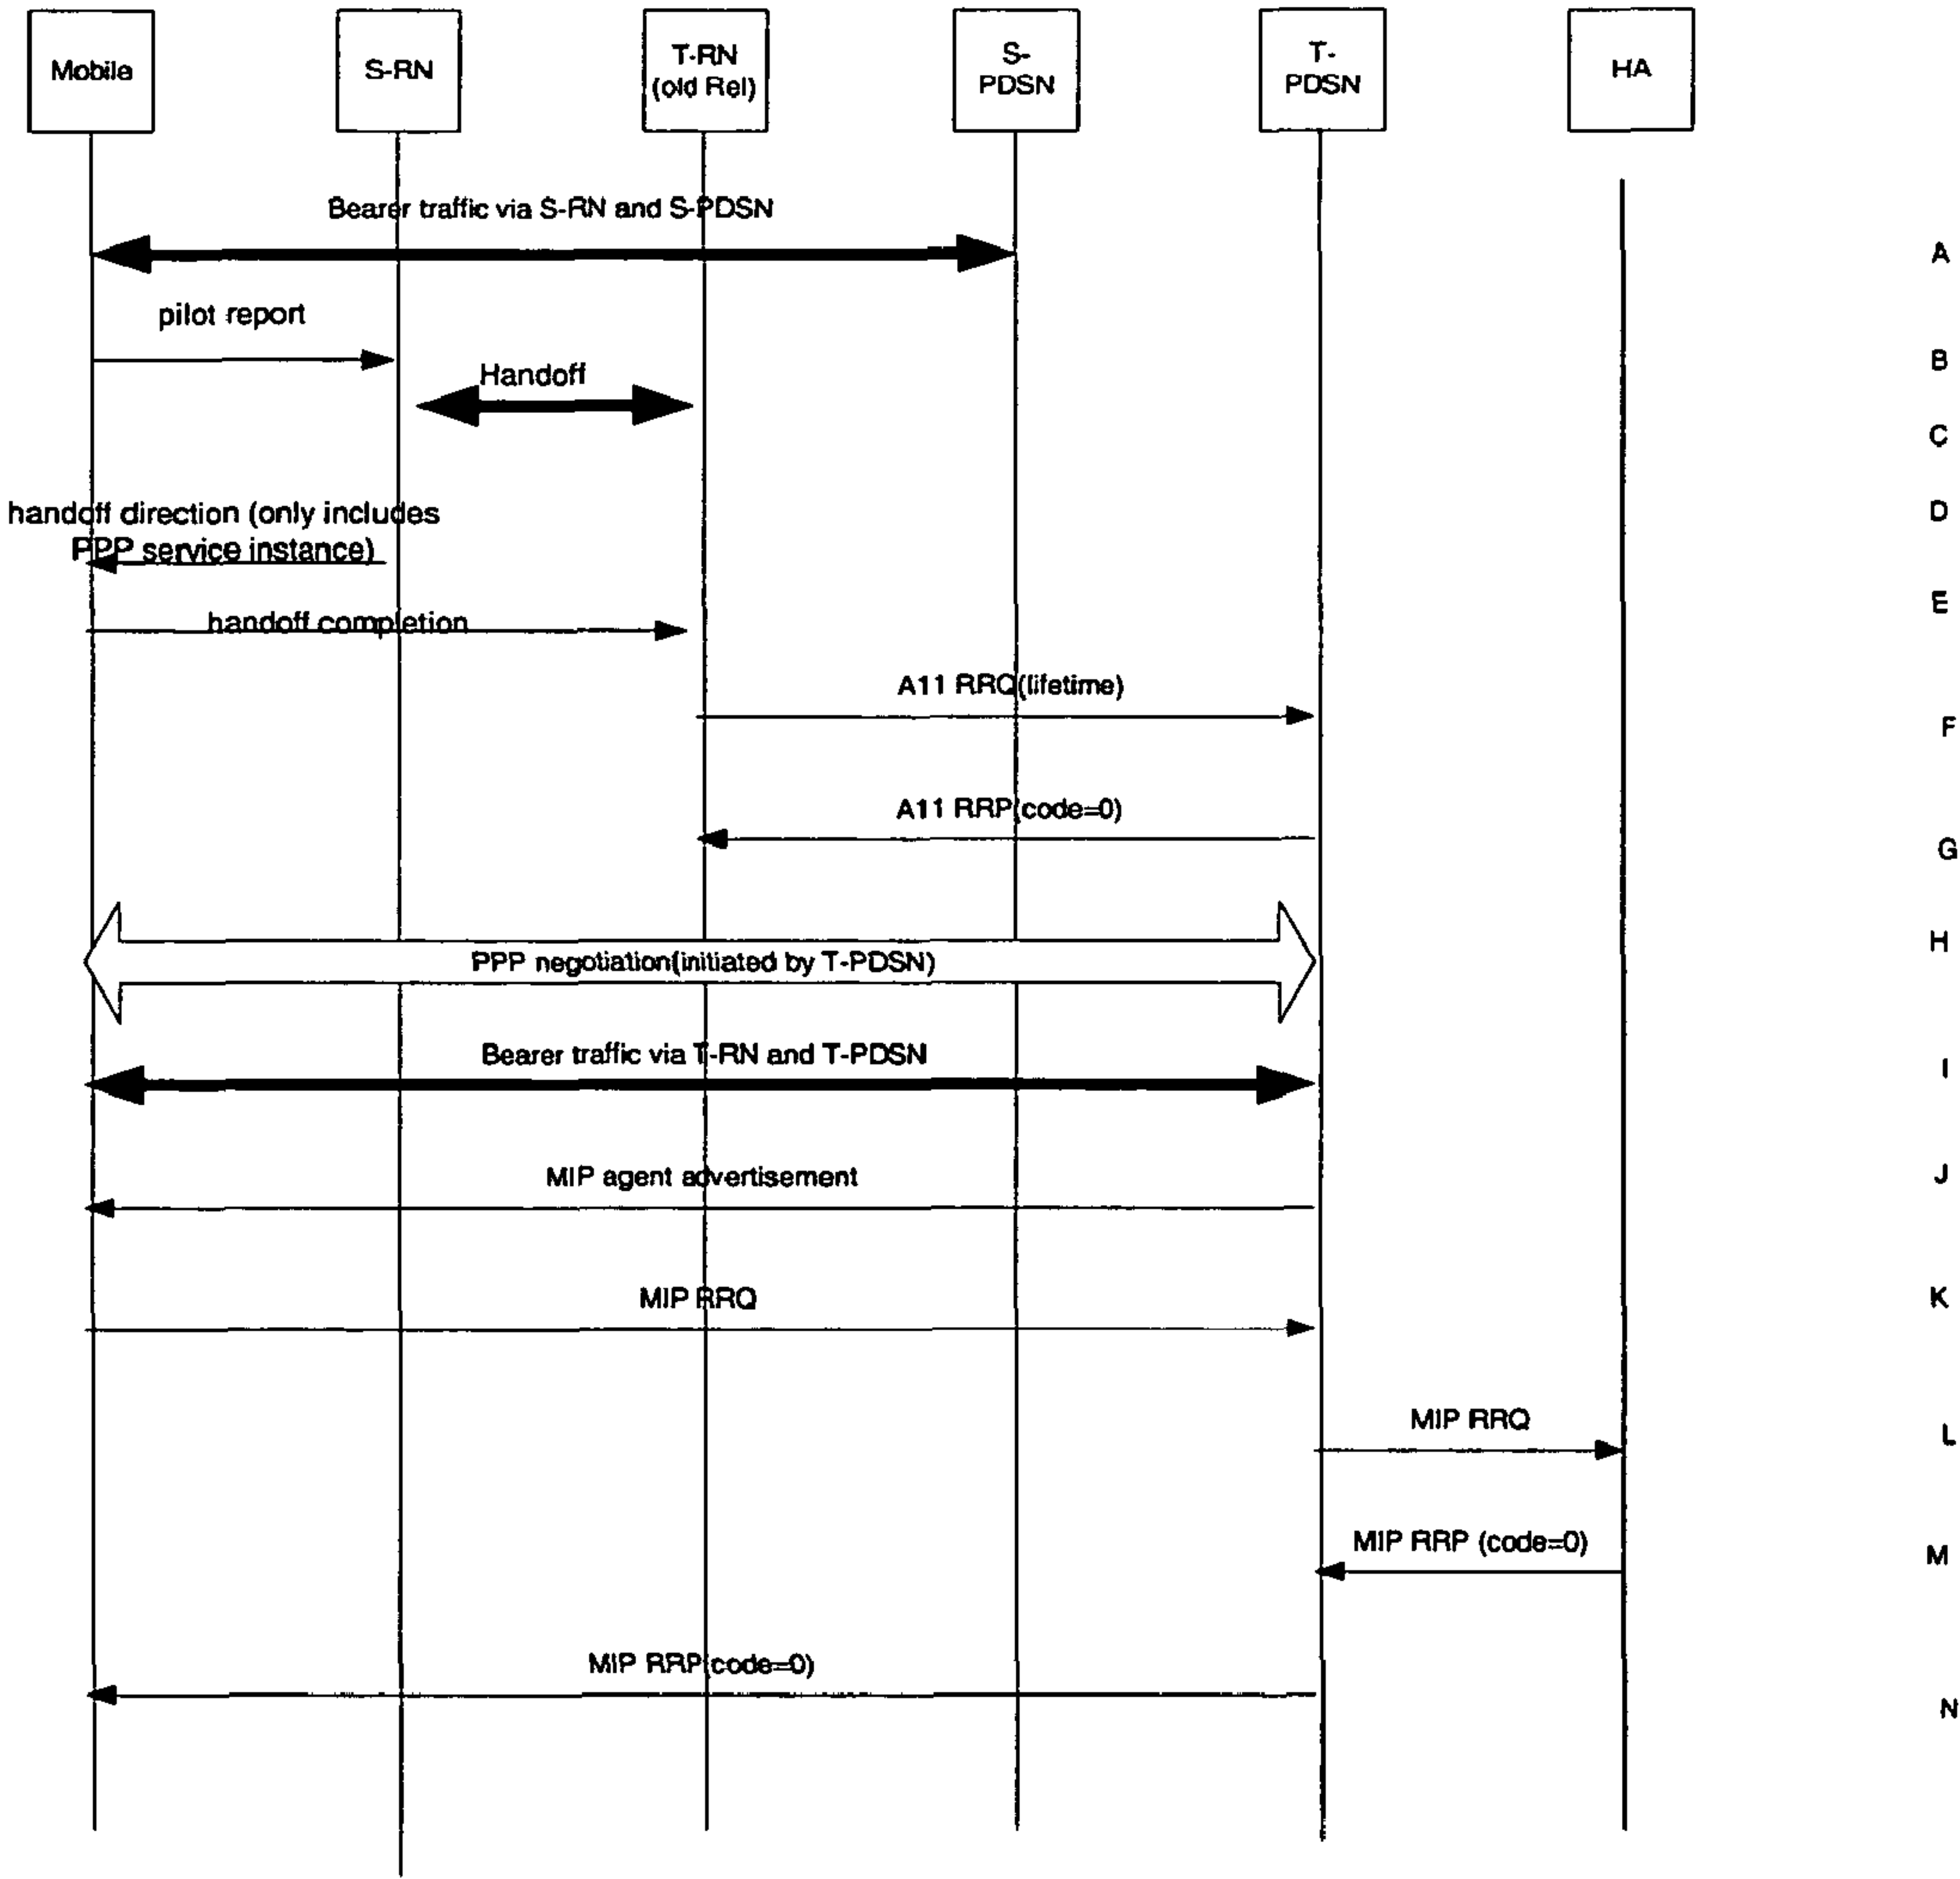 Mobile
S-RN
T-RN
(old Rel)
S-
PDSN
T-
PDSN
HA
Bearer traffic via S-RN and S-PDSN
A
pilot report
B
Handoff
C
handoff direction (only includes
PPP service instance)
D
handoff completion
E
A11 RRQ(lifetime)
F
A11 RRP(code=0)
G
PPP negotiation(initiated by T-PDSN)
H
Bearer traffic via T-RN and T-PDSN
I
MIP agent advertisement
J
MIP RRQ
K
MIP RRQ
L
MIP RRP (code=0)
M
MIP RRP(code=0)
N